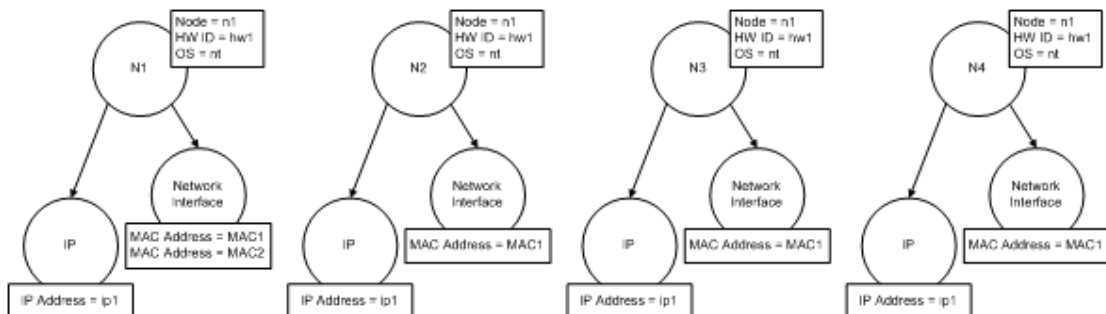 Node = n1
HW ID = hw1
OS = nt
N1
Network
Interface
MAC Address = MAC1
MAC Address = MAC2
IP
IP Address = ip1
Node = n1
HW ID = hw1
OS = nt
N2
Network
Interface
MAC Address = MAC1
IP
IP Address = ip1
Node = n1
HW ID = hw1
OS = nt
N3
Network
Interface
MAC Address = MAC1
IP
IP Address = ip1
Node = n1
HW ID = hw1
OS = nt
N4
Network
Interface
MAC Address = MAC1
IP
IP Address = ip1